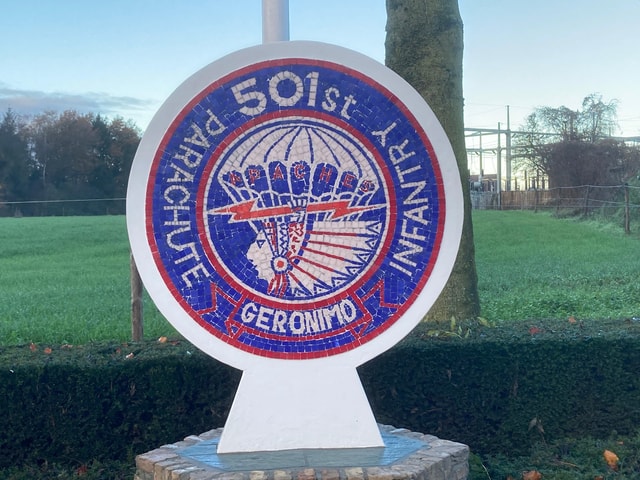 501st
PARACHUTE
INFANTRY
APACHES
GERONIMO